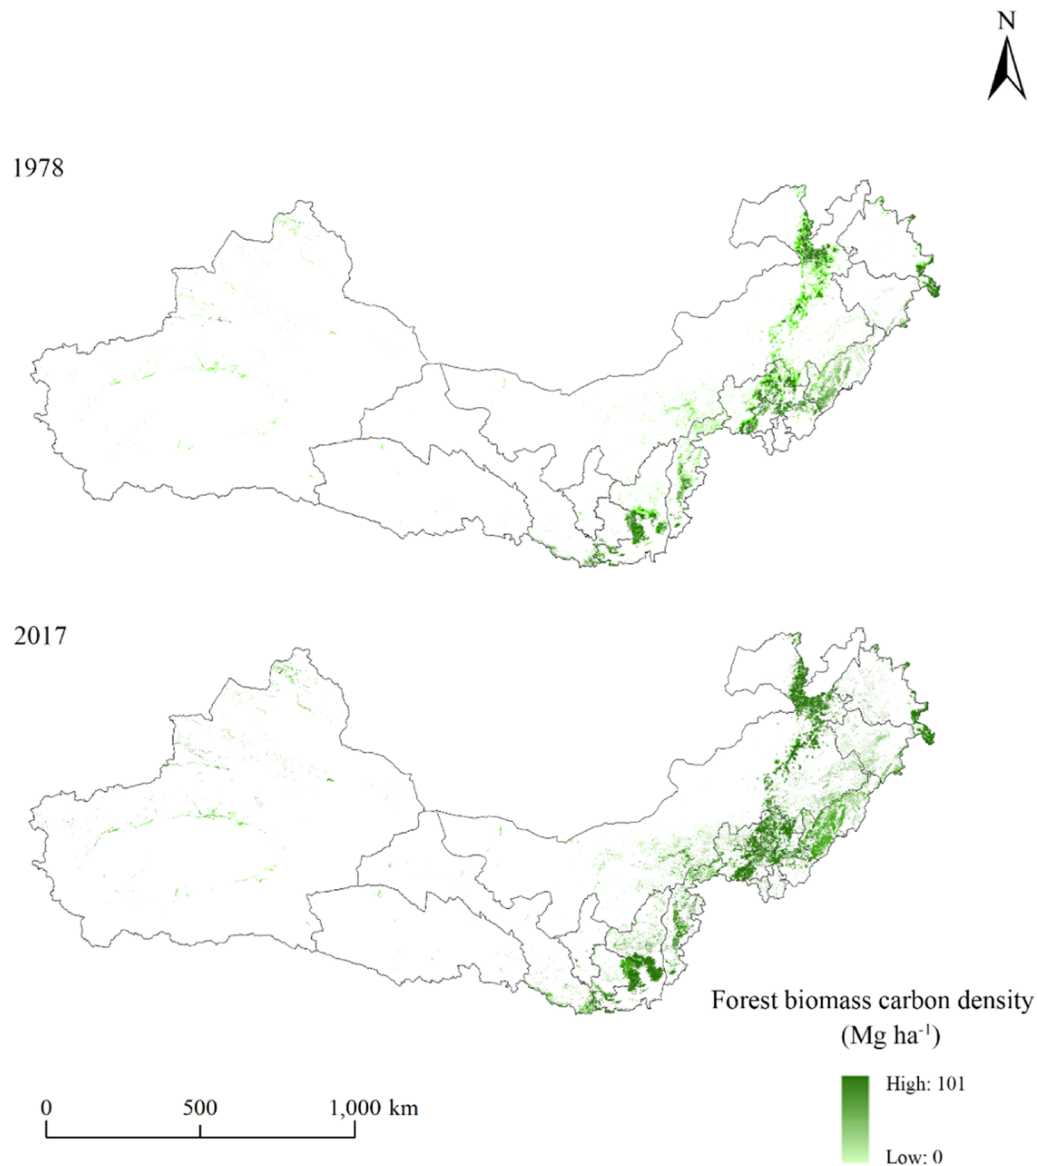 N
1978
2017
Forest biomass carbon density
(Mg ha⁻¹)
High: 101
Low: 0
0 500 1,000 km